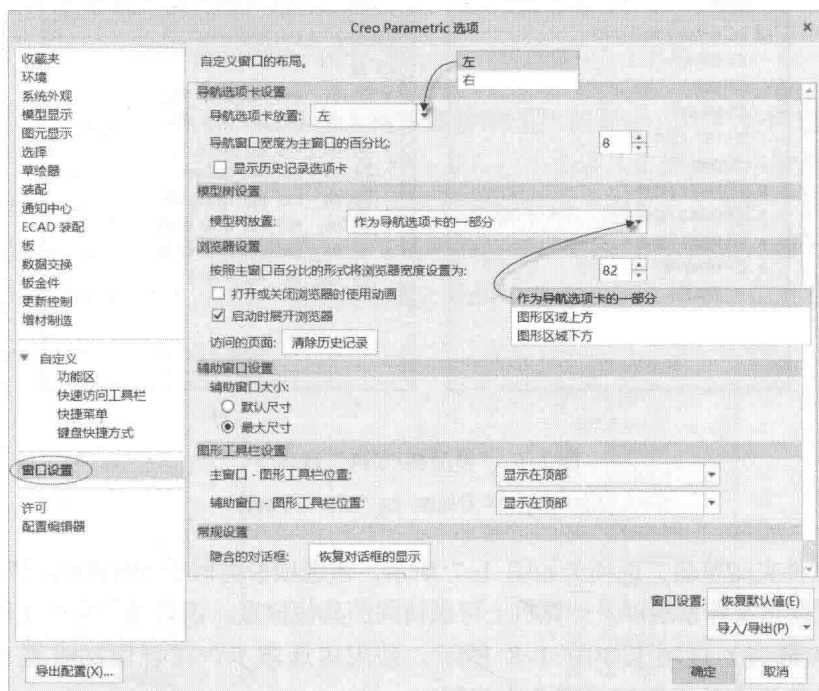 Creo Parametric 选项
×
收藏夹
环境
系统外观
模型显示
图元显示
选择
草绘器
装配
通知中心
ECAD 装配
板
数据交换
钣金件
更新控制
增材制造
自定义
功能区
快速访问工具栏
快捷菜单
键盘快捷方式
窗口设置
许可
配置编辑器
自定义窗口的布局。
左
右
导航选项卡设置
导航选项卡放置: 左
导航窗口宽度为主窗口的百分比: 8
显示历史记录选项卡
模型树设置
模型树放置: 作为导航选项卡的一部分
作为导航选项卡的一部分
图形区域上方
图形区域下方
浏览器设置
按照主窗口百分比的形式将浏览器宽度设置为: 82
打开或关闭浏览器时使用动画
启动时展开浏览器
访问的页面: 清除历史记录
辅助窗口设置
辅助窗口大小:
默认尺寸
最大尺寸
图形工具栏设置
主窗口 - 图形工具栏位置: 显示在顶部
辅助窗口 - 图形工具栏位置: 显示在顶部
常规设置
隐含的对话框: 恢复对话框的显示
窗口设置: 恢复默认值(E)
导入/导出(P)
导出配置(X)...
确定
取消